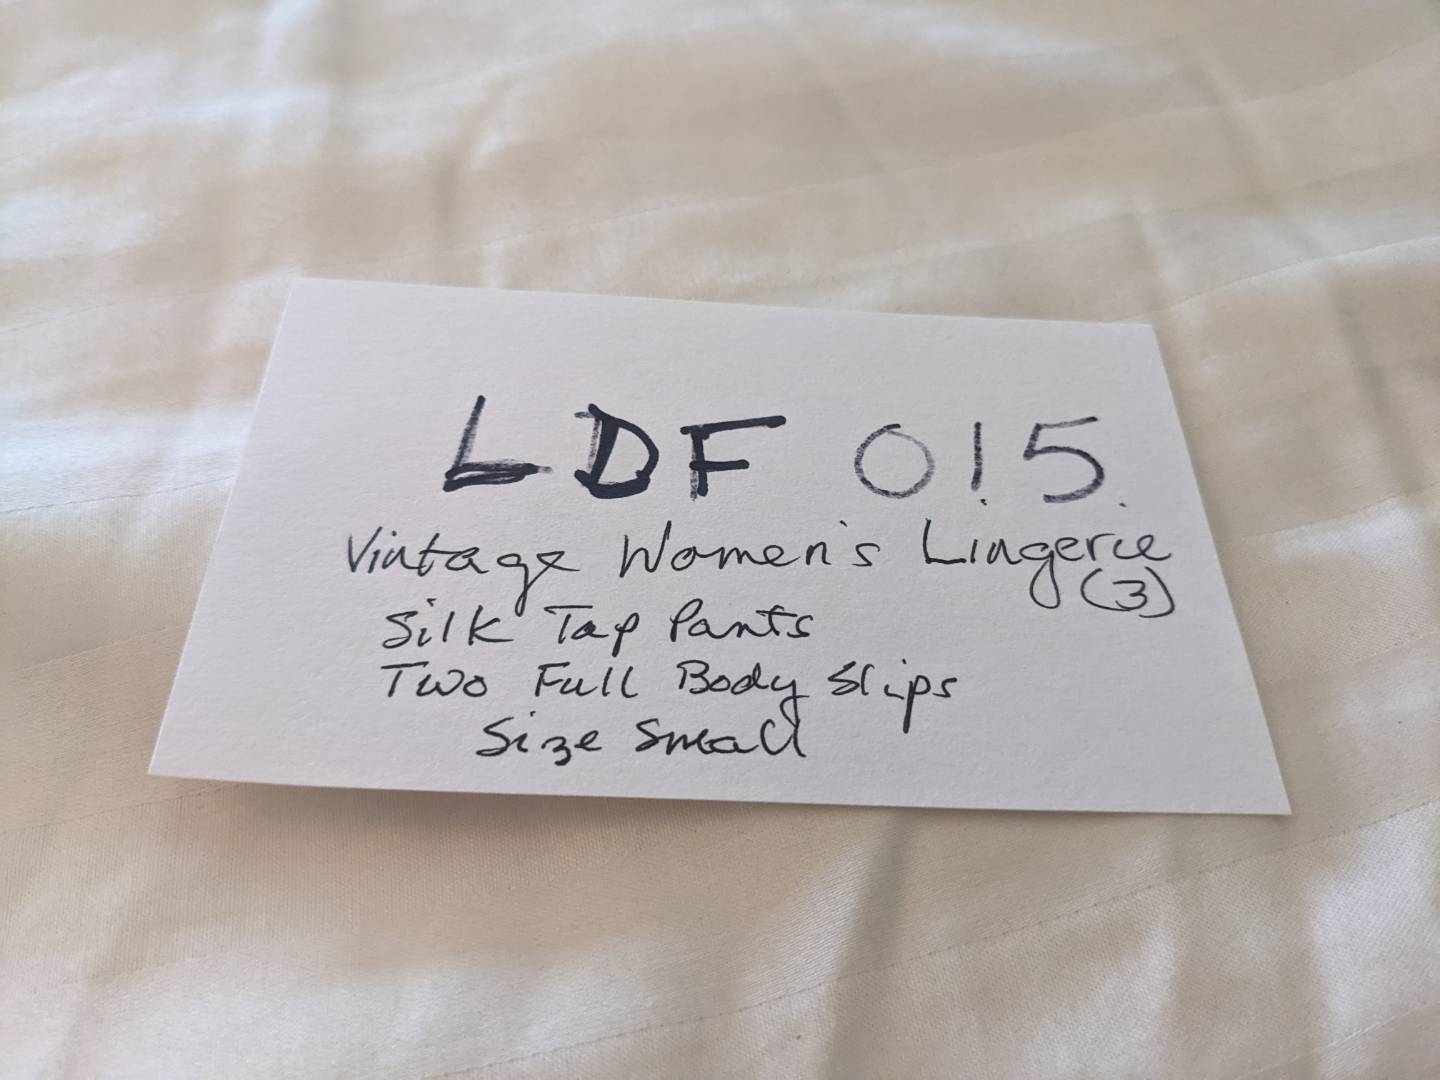 LDF 015
Vintage Women's Lingerie
(3)
Silk Tap Pants
Two Full Body Slips
Size Small